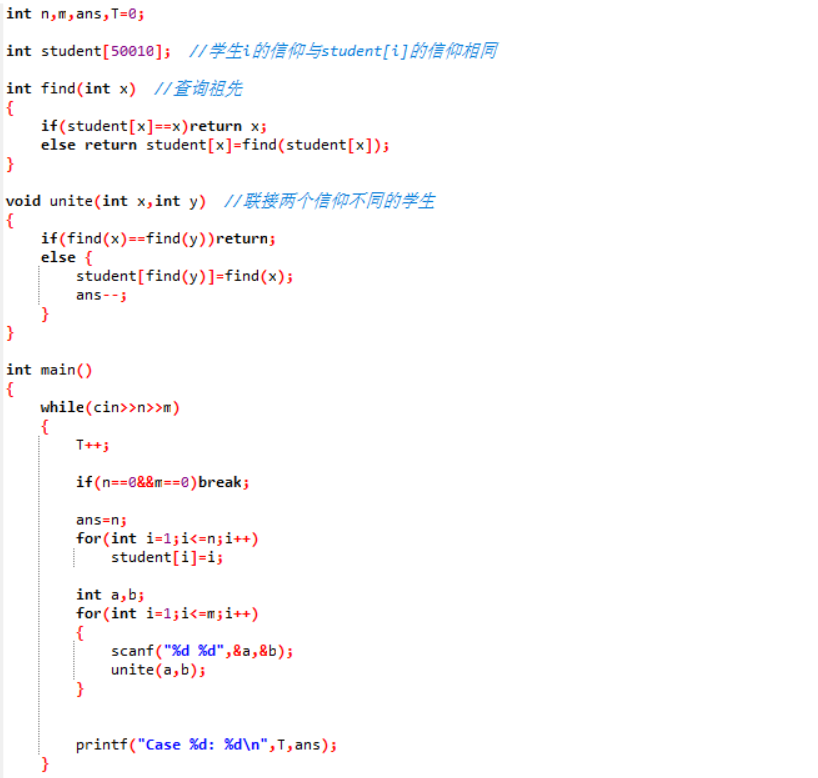 int n,m,ans,T=0;
int student[50010]; //学生i的信仰与student[i]的信仰相同
int find(int x) //查询祖先
{
if(student[x]==x)return x;
else return student[x]=find(student[x]);
}
void unite(int x,int y) //联接两个信仰不同的学生
{
if(find(x)==find(y))return;
else {
student[find(y)]=find(x);
ans--;
}
}
int main()
{
while(cin>>n>>m)
{
T++;
if(n==0&&m==0)break;
ans=n;
for(int i=1;i<=n;i++)
student[i]=i;
int a,b;
for(int i=1;i<=m;i++)
{
scanf("%d %d",&a,&b);
unite(a,b);
}
printf("Case %d: %d\n",T,ans);
}